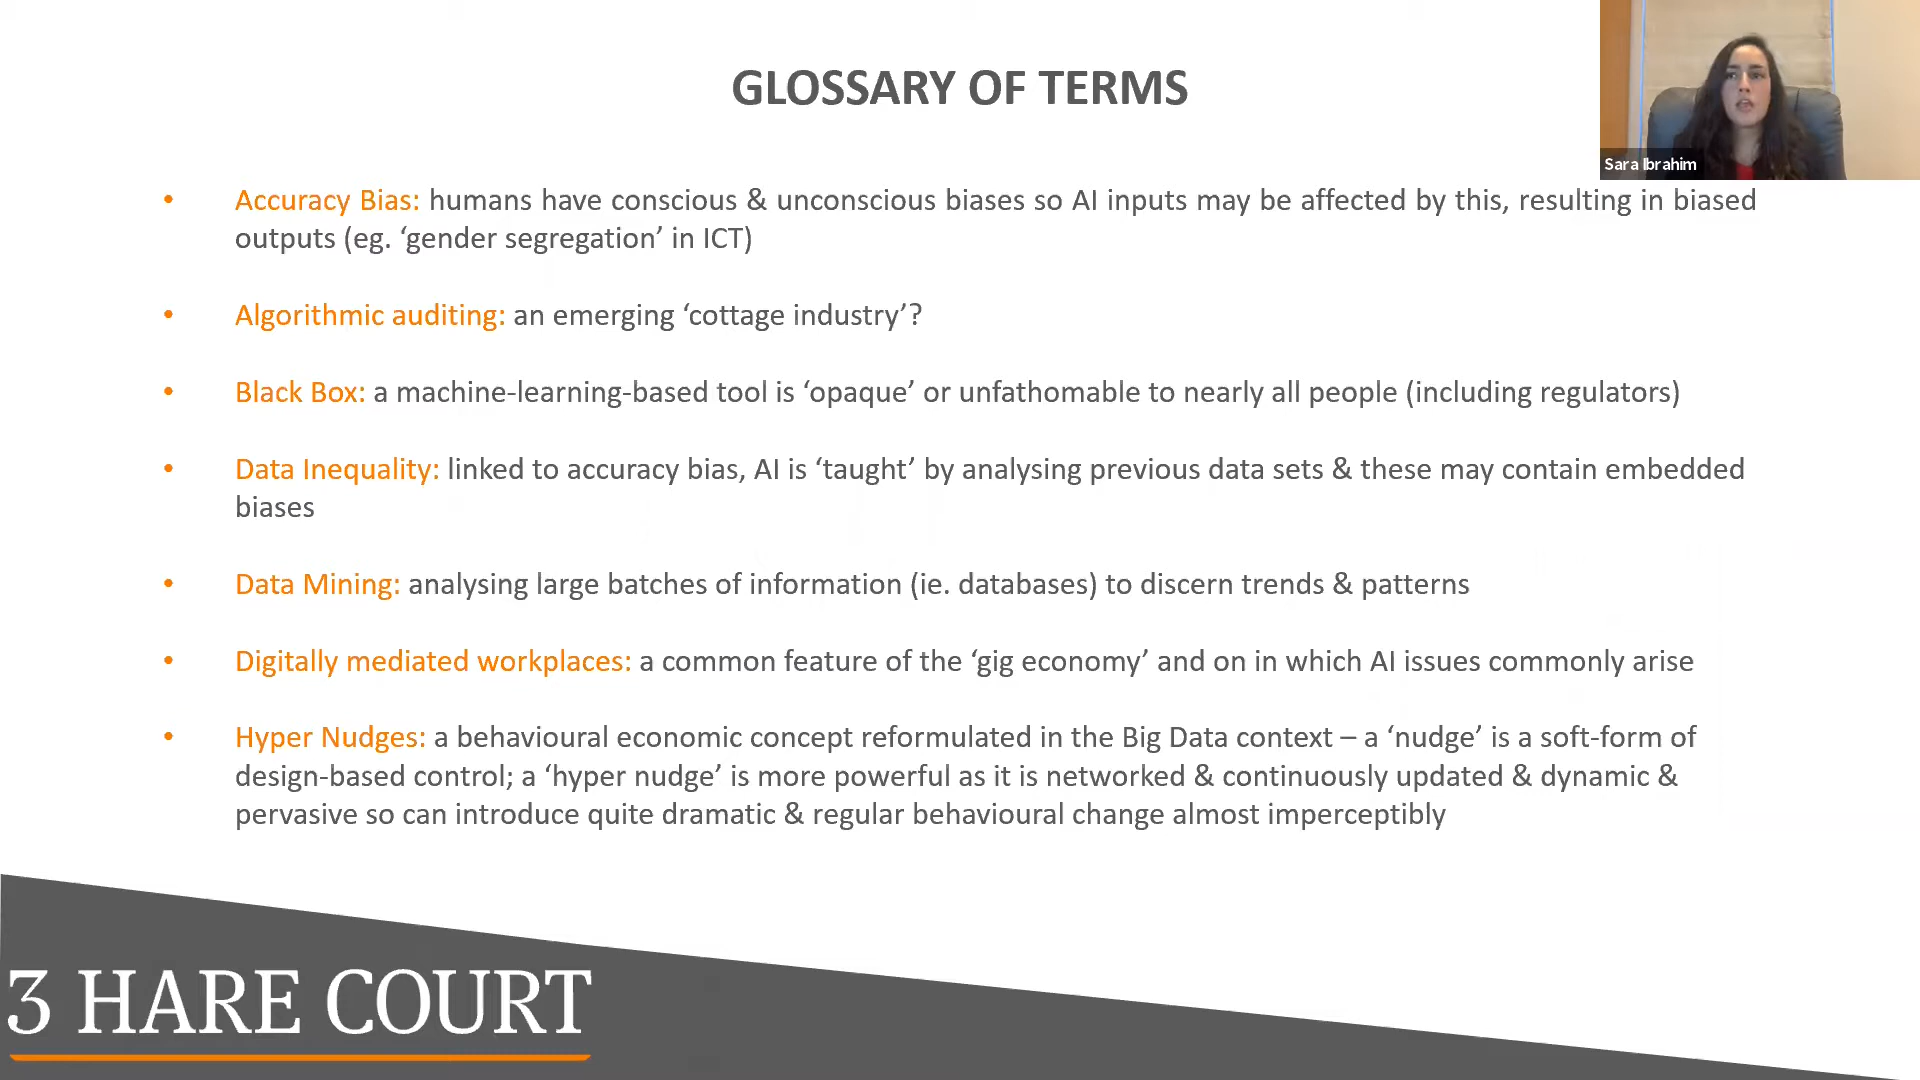 GLOSSARY OF TERMS
Sara Ibrahim
• Accuracy Bias: humans have conscious & unconscious biases so AI inputs may be affected by this, resulting in biased
outputs (eg. ‘gender segregation’ in ICT)
• Algorithmic auditing: an emerging ‘cottage industry’?
• Black Box: a machine-learning-based tool is ‘opaque’ or unfathomable to nearly all people (including regulators)
• Data Inequality: linked to accuracy bias, AI is ‘taught’ by analysing previous data sets & these may contain embedded
biases
• Data Mining: analysing large batches of information (ie. databases) to discern trends & patterns
• Digitally mediated workplaces: a common feature of the ‘gig economy’ and on in which AI issues commonly arise
• Hyper Nudges: a behavioural economic concept reformulated in the Big Data context – a ‘nudge’ is a soft-form of
design-based control; a ‘hyper nudge’ is more powerful as it is networked & continuously updated & dynamic &
pervasive so can introduce quite dramatic & regular behavioural change almost imperceptibly
3 HARE COURT